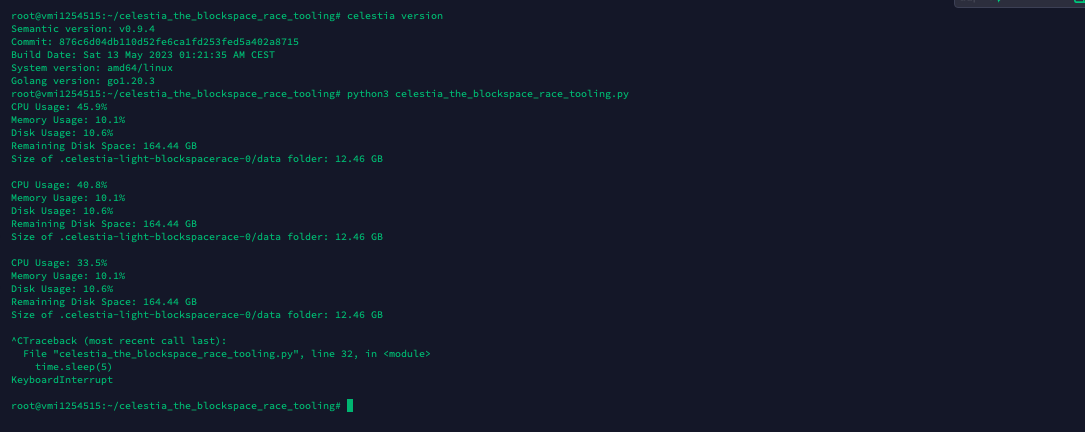 root@vmi1254515:~/celestia_the_blockspace_race_tooling# celestia version
Semantic version: v0.9.4
Commit: 876c6d04db110d52fe6ca1fd253fed5a402a8715
Build Date: Sat 13 May 2023 01:21:35 AM CEST
System version: amd64/linux
Golang version: go1.20.3
root@vmi1254515:~/celestia_the_blockspace_race_tooling# python3 celestia_the_blockspace_race_tooling.py
CPU Usage: 45.9%
Memory Usage: 10.1%
Disk Usage: 10.6%
Remaining Disk Space: 164.44 GB
Size of .celestia-light-blockspacerace-0/data folder: 12.46 GB

CPU Usage: 40.8%
Memory Usage: 10.1%
Disk Usage: 10.6%
Remaining Disk Space: 164.44 GB
Size of .celestia-light-blockspacerace-0/data folder: 12.46 GB

CPU Usage: 33.5%
Memory Usage: 10.1%
Disk Usage: 10.6%
Remaining Disk Space: 164.44 GB
Size of .celestia-light-blockspacerace-0/data folder: 12.46 GB

^CTraceback (most recent call last):
  File "celestia_the_blockspace_race_tooling.py", line 32, in <module>
    time.sleep(5)
KeyboardInterrupt

root@vmi1254515:~/celestia_the_blockspace_race_tooling#